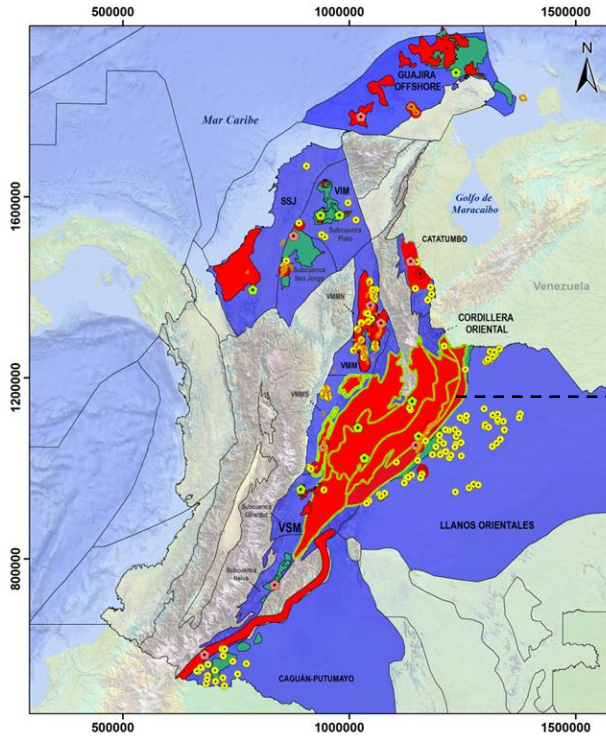 500000
1000000
1500000
N
GUAJIRA
OFFSHORE
Mar Caribe
1600000
SSJ
VIM
Golfo de
Maracaibo
Subcuenca
Plato
CATATUMBO
Subcuenca
San Jorge
Venezuela
VMMN
CORDILLERA
ORIENTAL
VMM
1200000
VMMS
Subcuenca
Girardot
VSM
LLANOS ORIENTALES
800000
Subcuenca
Neiva
CAGUÁN-PUTUMAYO
500000
1000000
1500000